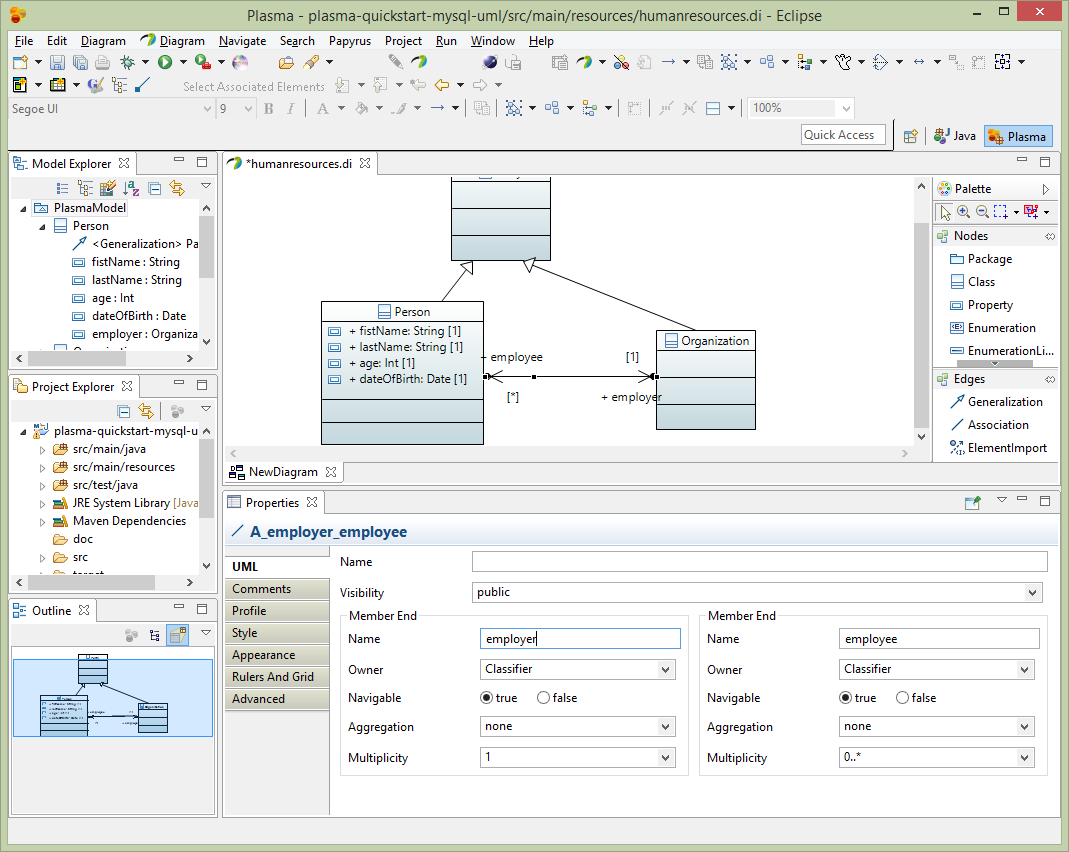 Plasma - plasma-quickstart-mysql-uml/src/main/resources/humanresources.di - Eclipse
File Edit Diagram Diagram Navigate Search Papyrus Project Run Window Help
Select Associated Elements
Segoe UI 9 B I A 100%
Quick Access Java Plasma
Model Explorer
PlasmaModel
Person
<Generalization> Pa
fistName : String
lastName : String
age : Int
dateOfBirth : Date
employer : Organiza
Project Explorer
plasma-quickstart-mysql-u
src/main/java
src/main/resources
src/test/java
JRE System Library [Java
Maven Dependencies
doc
src
target
Outline
*humanresources.di
Person
+ fistName: String [1]
+ lastName: String [1]
+ age: Int [1]
+ dateOfBirth: Date [1]
+ employee
[*]
[1]
+ employer
Organization
NewDiagram
Palette
Nodes
Package
Class
Property
Enumeration
EnumerationLi...
Edges
Generalization
Association
ElementImport
Properties
A_employer_employee
UML
Comments
Profile
Style
Appearance
Rulers And Grid
Advanced
Name
Visibility public
Member End
Name employer
Owner Classifier
Navigable true false
Aggregation none
Multiplicity 1
Member End
Name employee
Owner Classifier
Navigable true false
Aggregation none
Multiplicity 0..*